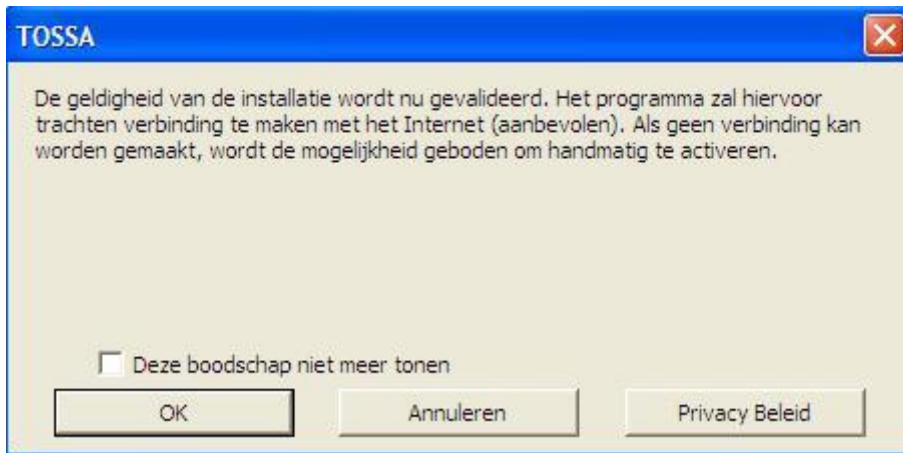 TOSSA
De geldigheid van de installatie wordt nu gevalideerd. Het programma zal hiervoor
trachten verbinding te maken met het Internet (aanbevolen). Als geen verbinding kan
worden gemaakt, wordt de mogelijkheid geboden om handmatig te activeren.
Deze boodschap niet meer tonen
OK Annuleren Privacy Beleid